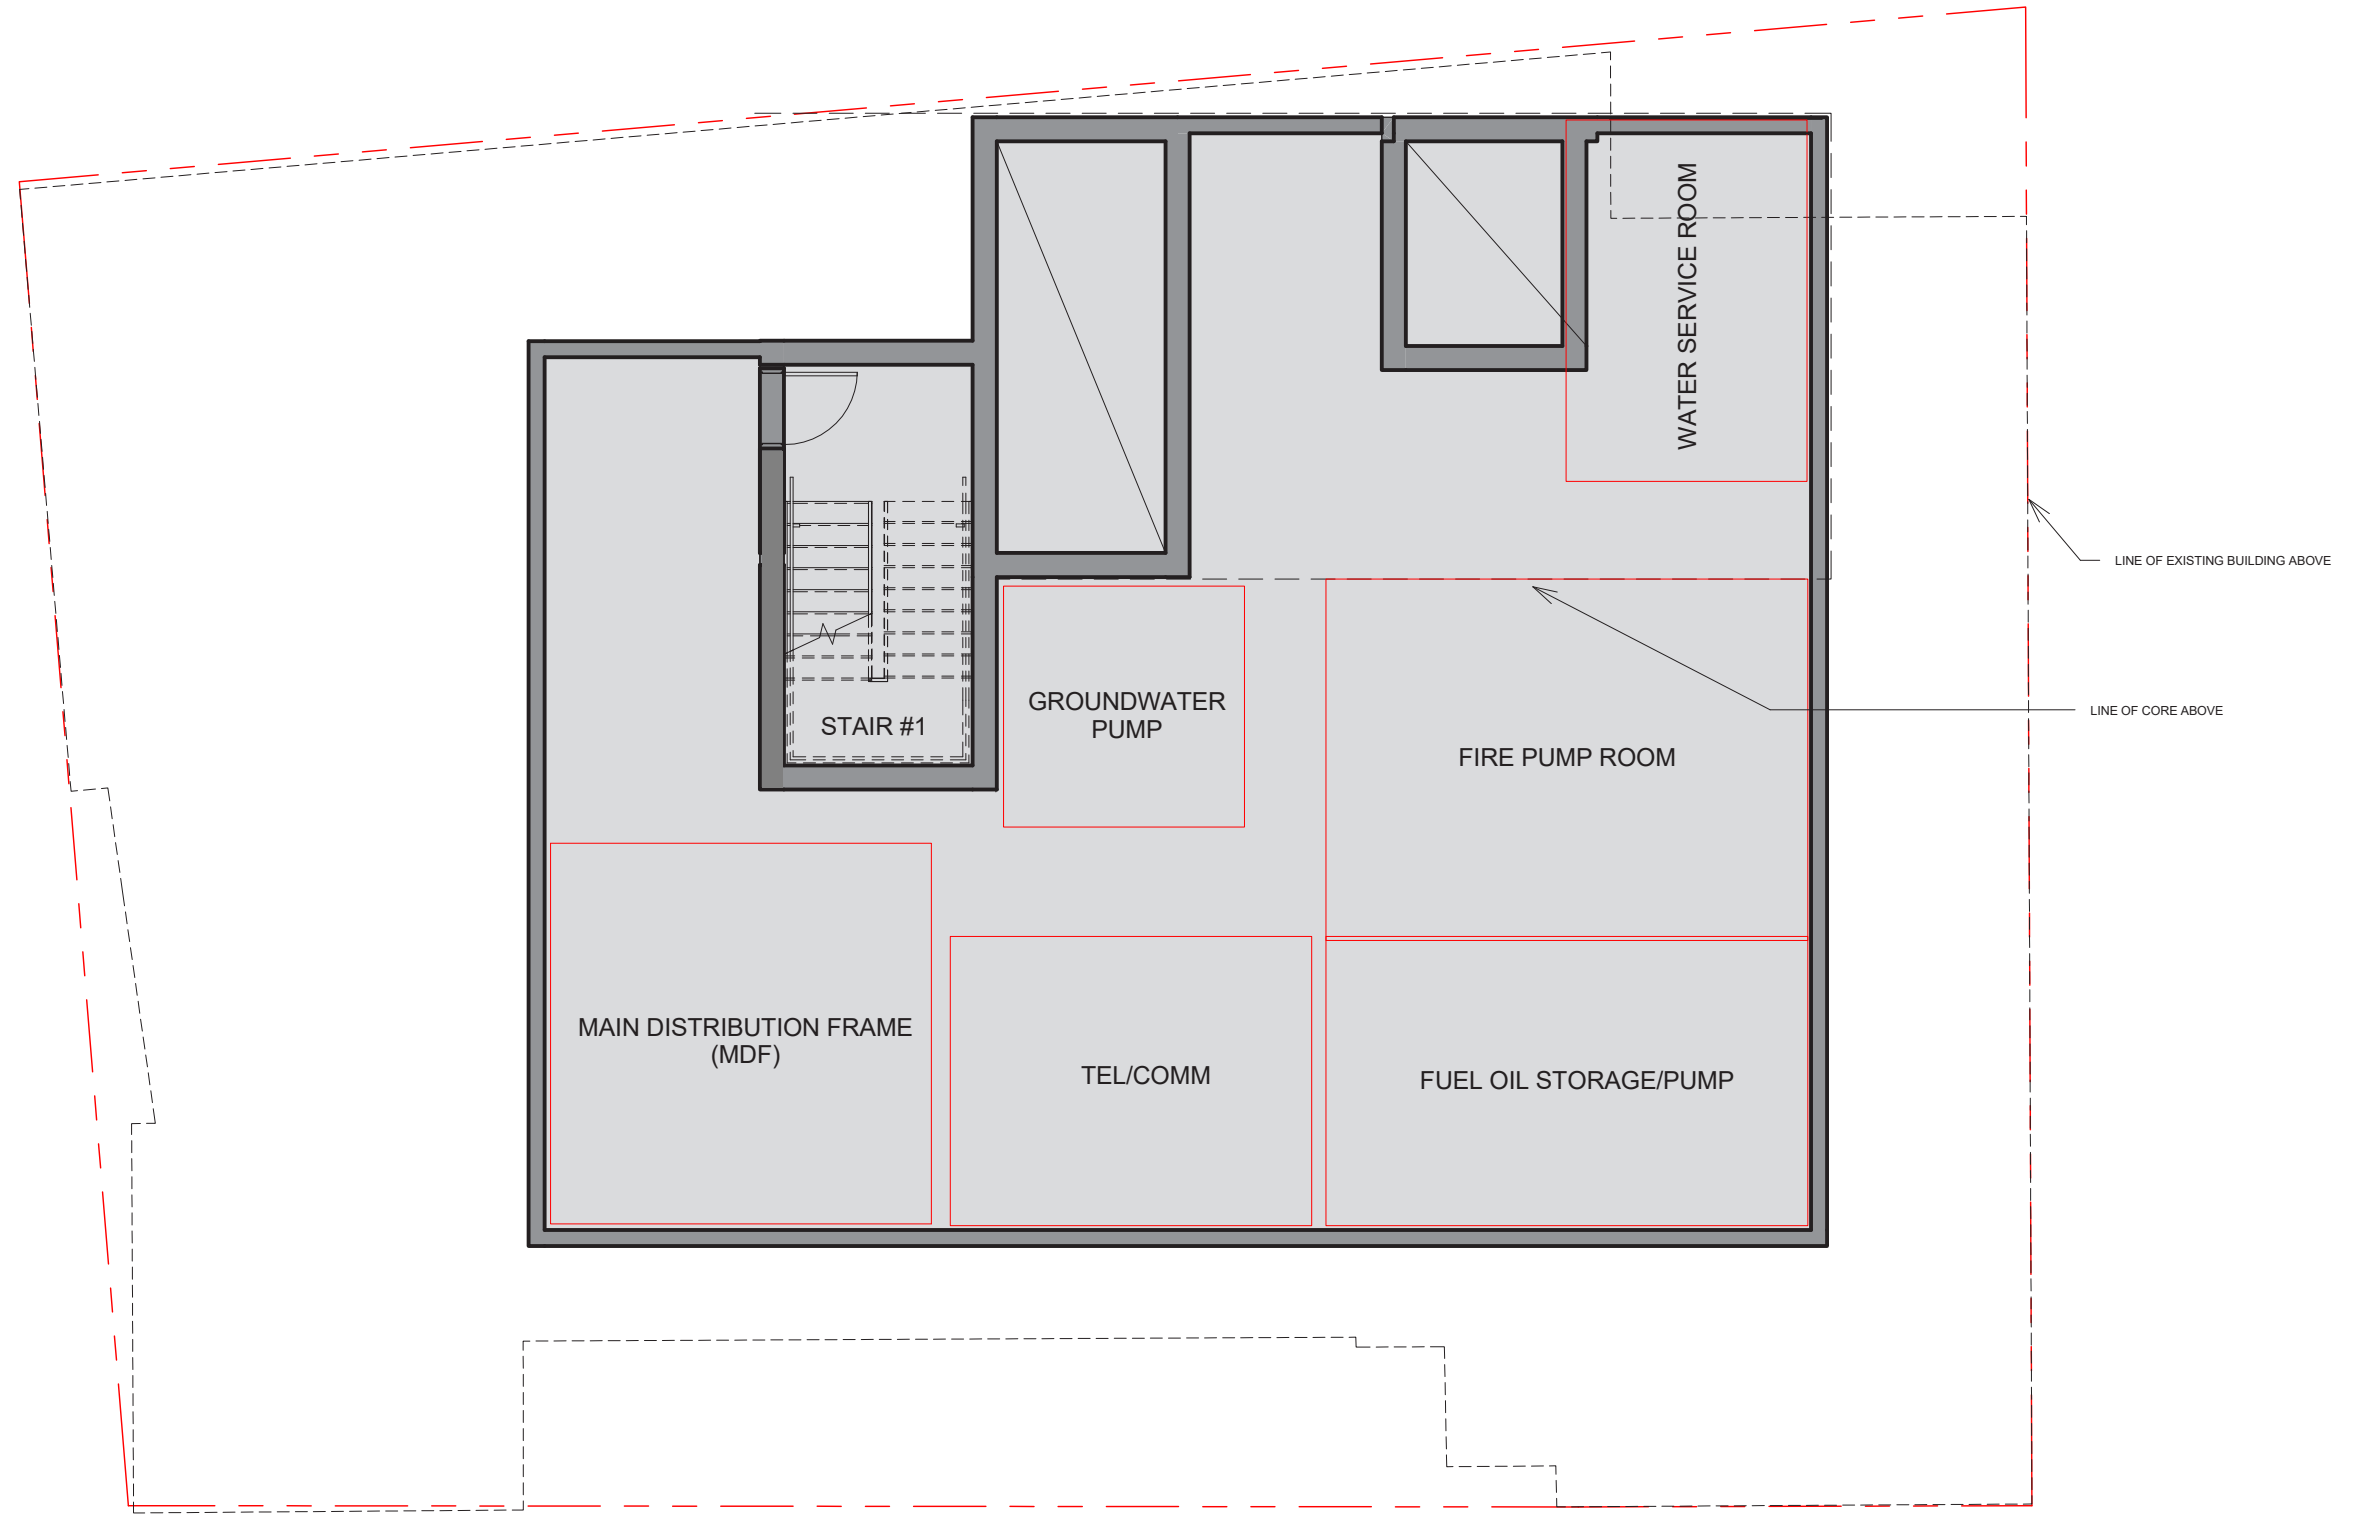 WATER SERVICE ROOM
LINE OF EXISTING BUILDING ABOVE
GROUNDWATER
PUMP
STAIR #1
LINE OF CORE ABOVE
FIRE PUMP ROOM
MAIN DISTRIBUTION FRAME
(MDF)
TEL/COMM
FUEL OIL STORAGE/PUMP